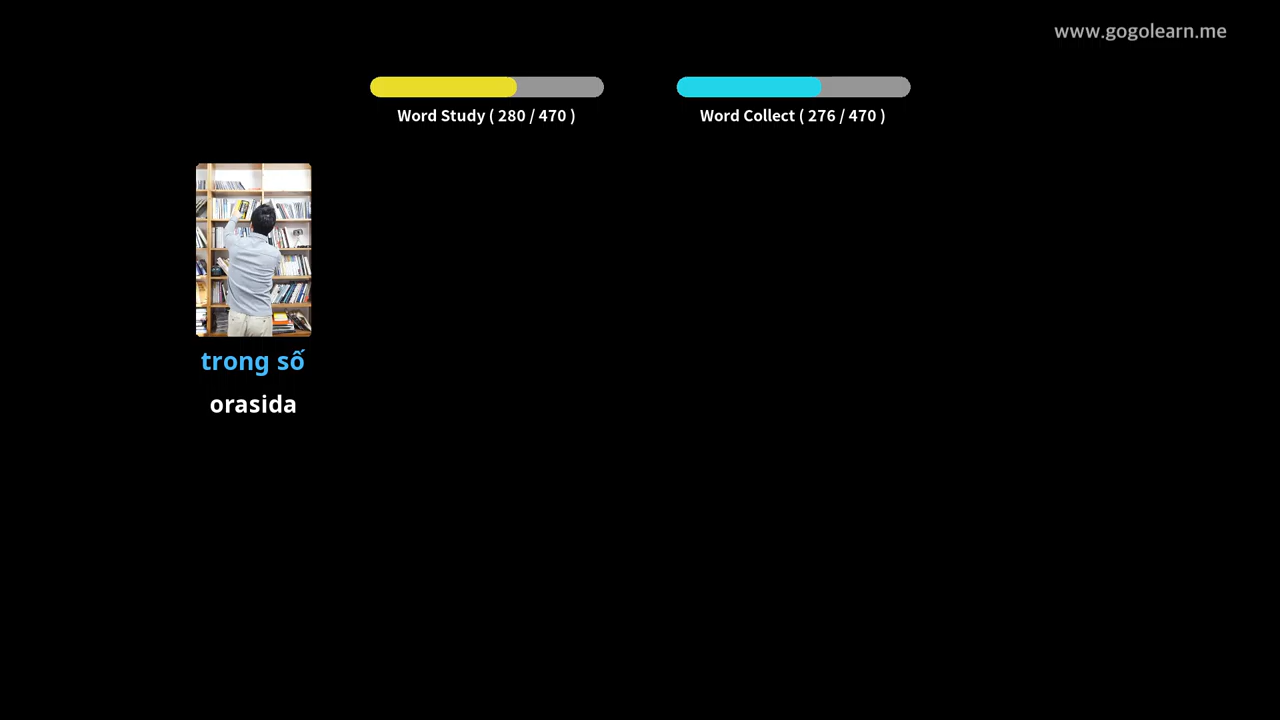 www.gogolearn.me
Word Study ( 280 / 470 )
Word Collect ( 276 / 470 )
trong số
orasida